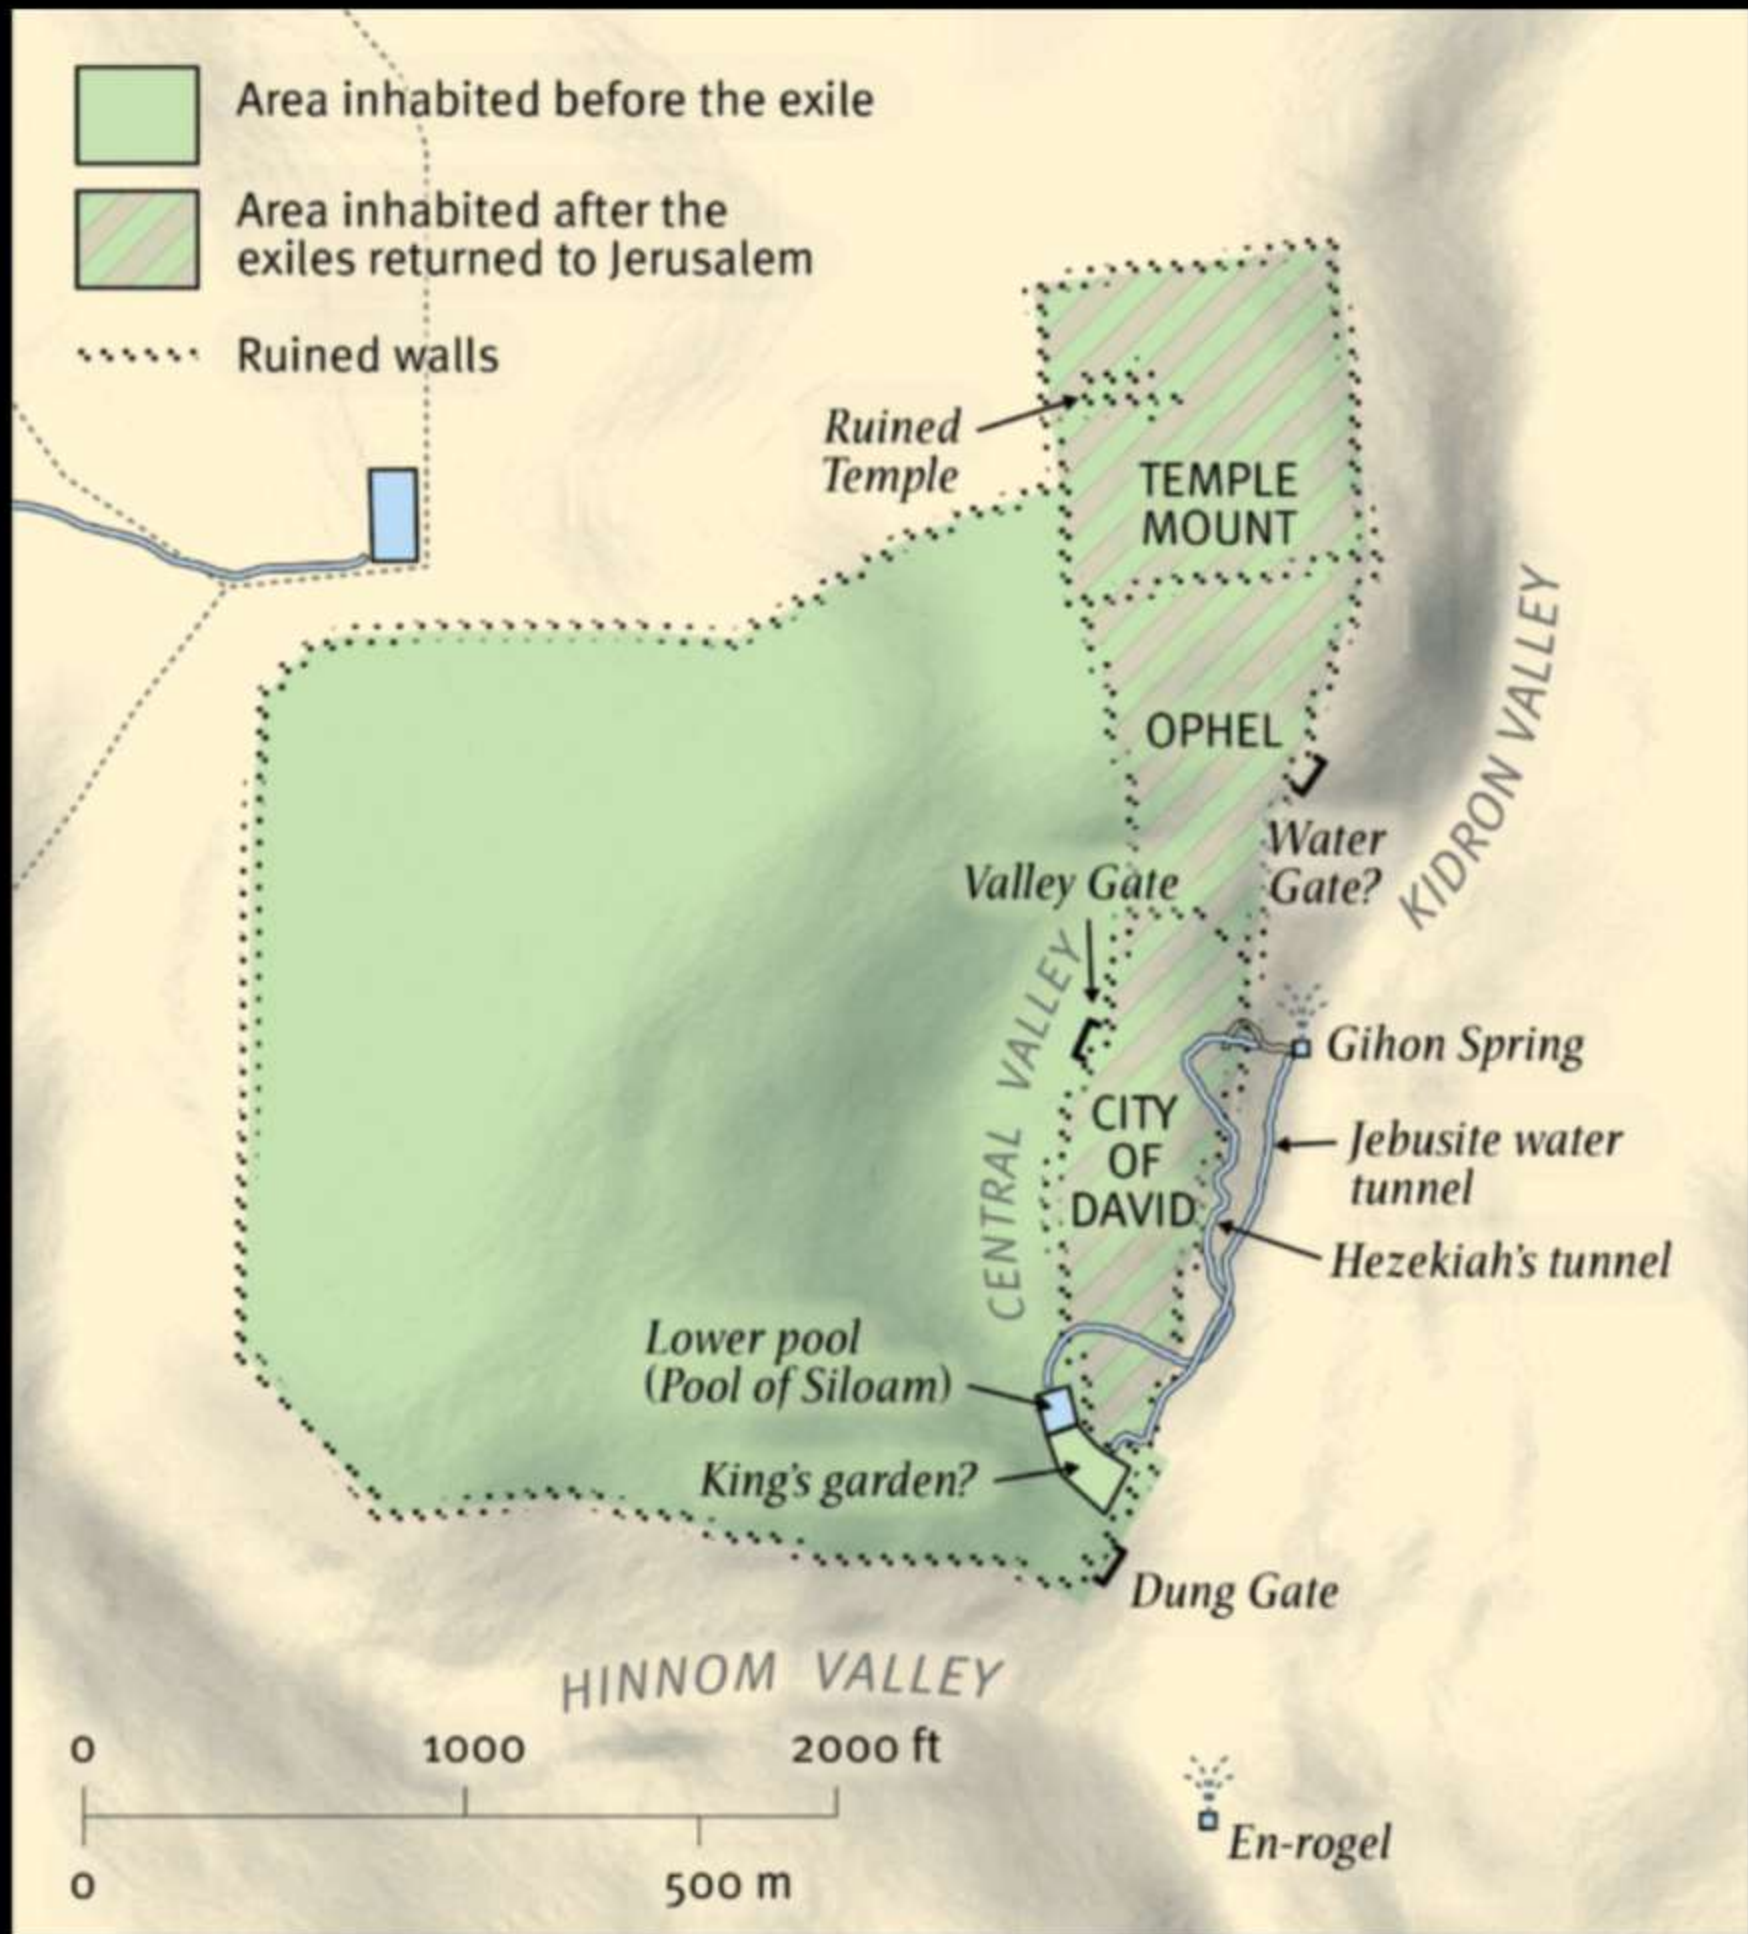 Area inhabited before the exile
Area inhabited after the
exiles returned to Jerusalem
Ruined walls
Ruined
Temple
TEMPLE
MOUNT
OPHEL
KIDRON VALLEY
Water
Gate?
Valley Gate
CENTRAL VALLEY
Gihon Spring
CITY
OF
DAVID
Jebusite water
tunnel
Hezekiah's tunnel
Lower pool
(Pool of Siloam)
King's garden?
Dung Gate
HINNOM VALLEY
0 1000 2000 ft
0 500 m
En-rogel